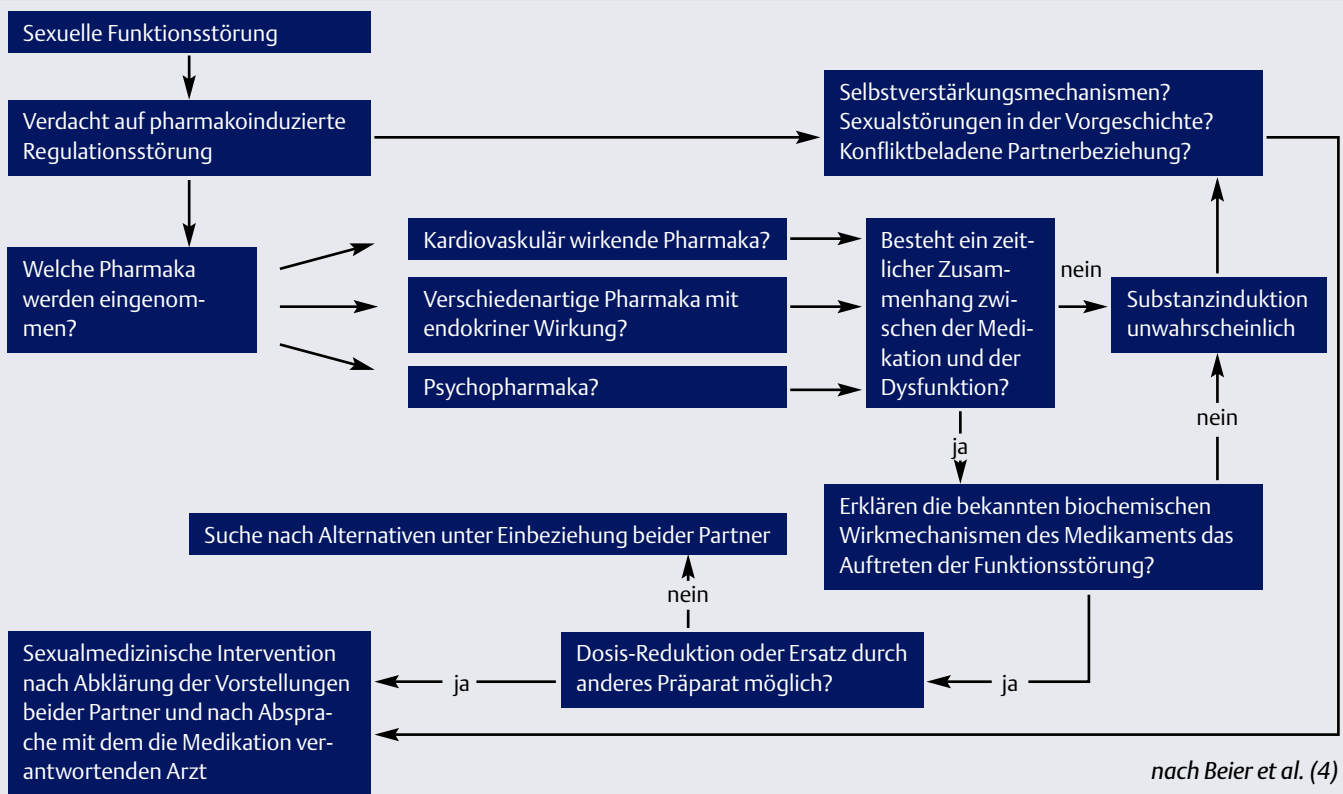 Sexuelle Funktionsstörung
Verdacht auf pharmakoinduzierte
Regulationsstörung
Selbstverstärkungsmechanismen?
Sexualstörungen in der Vorgeschichte?
Konfliktbeladene Partnerbeziehung?
Welche Pharmaka
werden eingenom-
men?
Kardiovaskulär wirkende Pharmaka?
Verschiedenartige Pharmaka mit
endokriner Wirkung?
Psychopharmaka?
Besteht ein zeit-
licher Zusam-
menhang zwi-
schen der Medi-
kation und der
Dysfunktion?
nein
Substanzinduktion
unwahrscheinlich
nein
ja
Erklären die bekannten biochemischen
Wirkmechanismen des Medikaments das
Auftreten der Funktionsstörung?
Suche nach Alternativen unter Einbeziehung beider Partner
nein
ja
Dosis-Reduktion oder Ersatz durch
anderes Präparat möglich?
ja
Sexualmedizinische Intervention
nach Abklärung der Vorstellungen
beider Partner und nach Abspra-
che mit dem die Medikation ver-
antwortenden Arzt
nach Beier et al. (4)